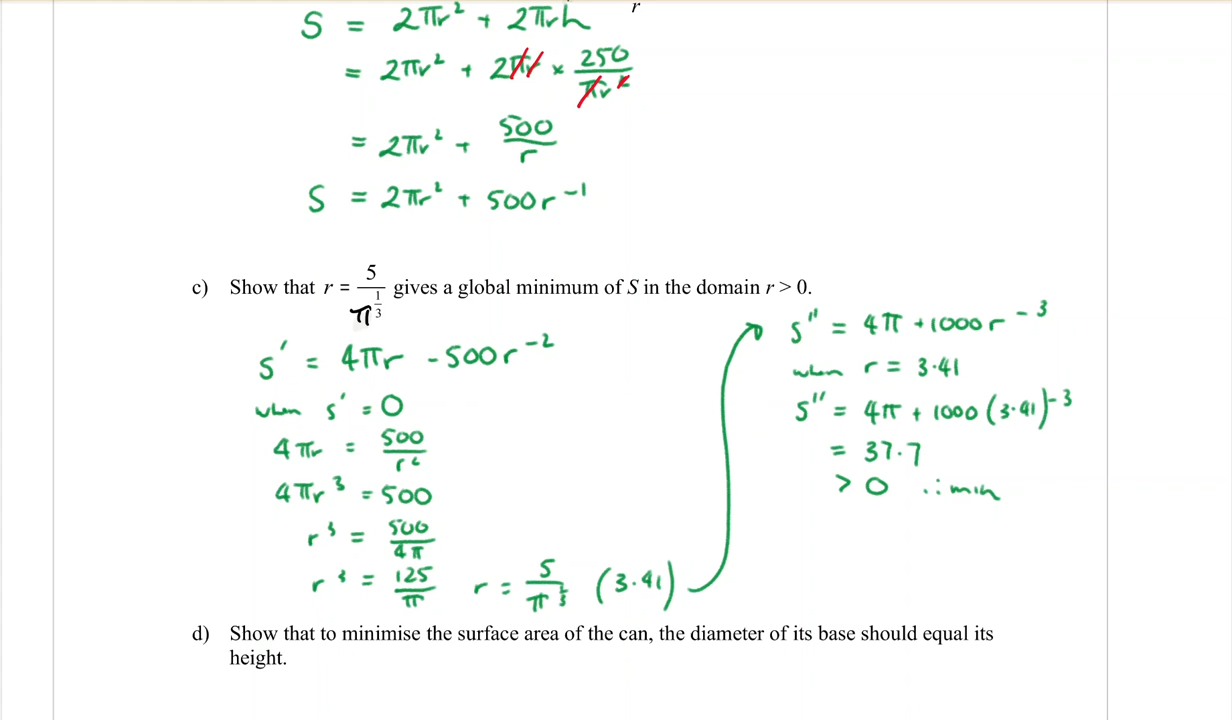 r
S = 2πr² + 2πrh
= 2πr² + 2πr × 250/πr²
= 2πr² + 500/r
S = 2πr² + 500r⁻¹
c) Show that r = 5/π^(1/3) gives a global minimum of S in the domain r > 0.
S' = 4πr - 500r⁻²
when S' = 0
4πr = 500/r²
4πr³ = 500
r³ = 500/4π
r³ = 125/π r = 5/π^(1/3) (3.41)
S'' = 4π + 1000r⁻³
when r = 3.41
S'' = 4π + 1000(3.41)⁻³
= 37.7
> 0 ∴ min
d) Show that to minimise the surface area of the can, the diameter of its base should equal its
height.